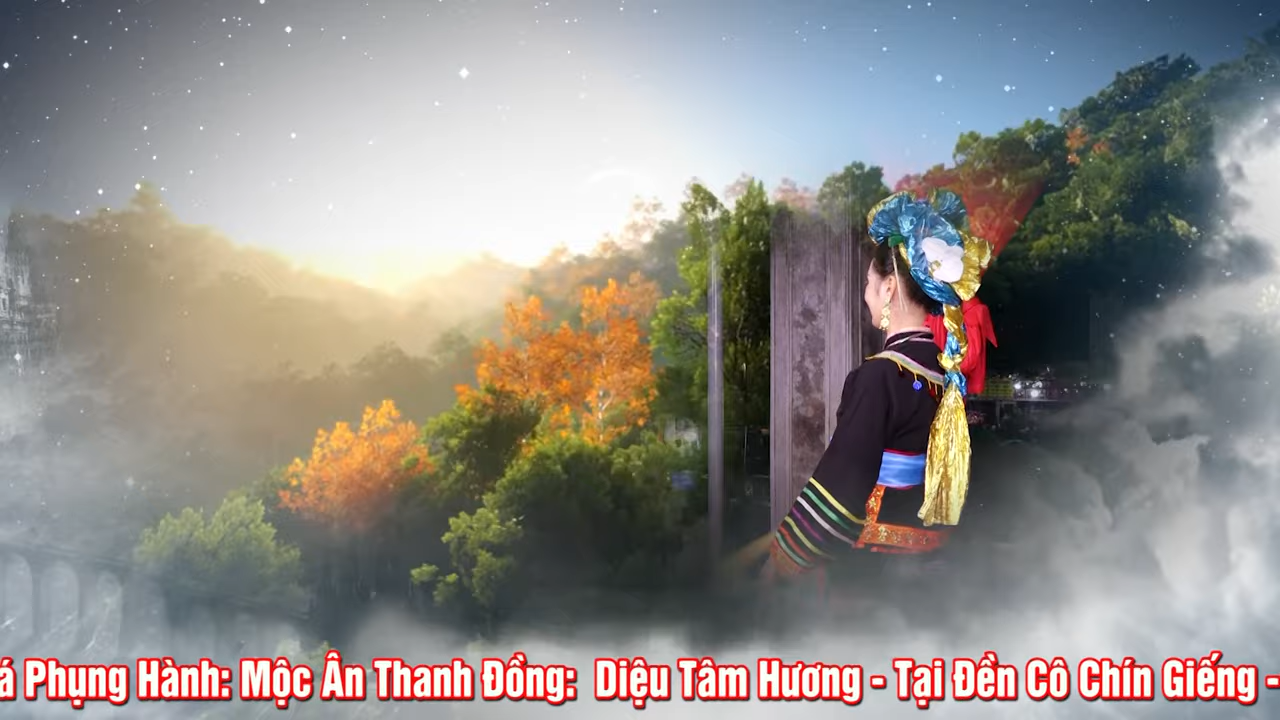 á Phụng Hành: Mộc Ân Thanh Đồng: Diệu Tâm Hương - Tại Đền Cô Chín Giếng -